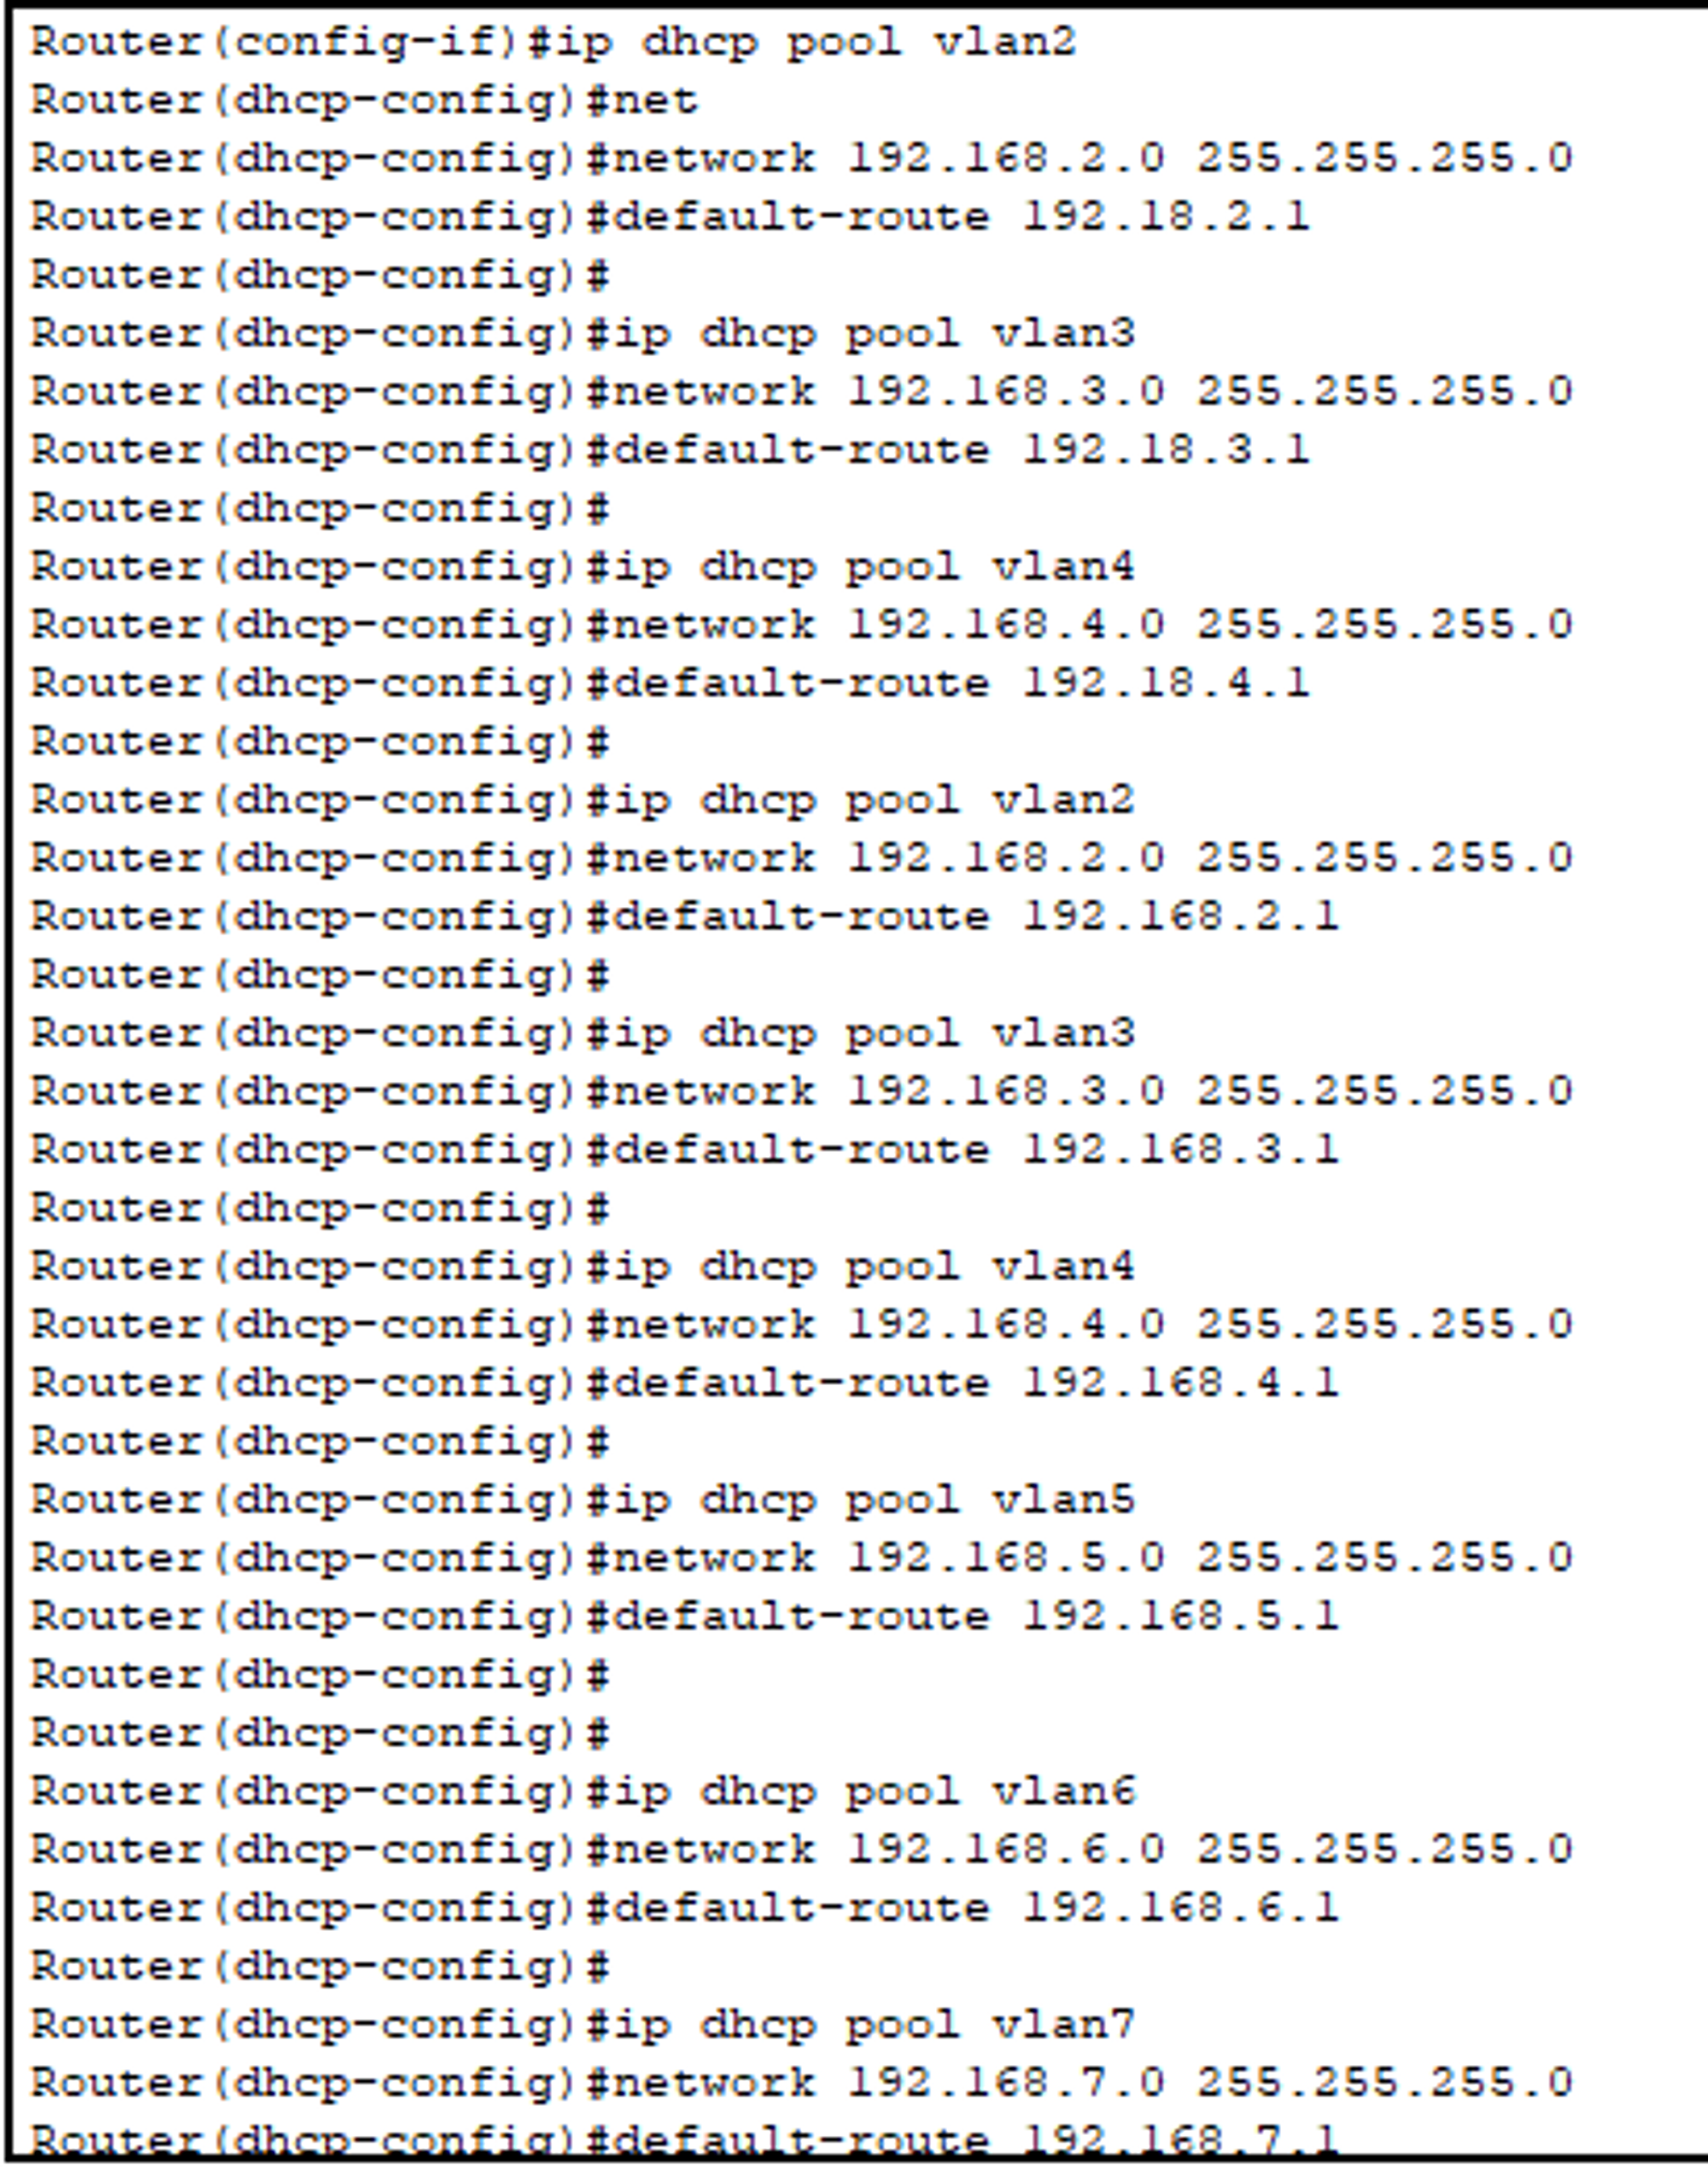 Router(config-if)#ip dhcp pool vlan2
Router(dhcp-config)#net
Router(dhcp-config)#network 192.168.2.0 255.255.255.0
Router(dhcp-config)#default-route 192.18.2.1
Router(dhcp-config)#
Router(dhcp-config)#ip dhcp pool vlan3
Router(dhcp-config)#network 192.168.3.0 255.255.255.0
Router(dhcp-config)#default-route 192.18.3.1
Router(dhcp-config)#
Router(dhcp-config)#ip dhcp pool vlan4
Router(dhcp-config)#network 192.168.4.0 255.255.255.0
Router(dhcp-config)#default-route 192.18.4.1
Router(dhcp-config)#
Router(dhcp-config)#ip dhcp pool vlan2
Router(dhcp-config)#network 192.168.2.0 255.255.255.0
Router(dhcp-config)#default-route 192.168.2.1
Router(dhcp-config)#
Router(dhcp-config)#ip dhcp pool vlan3
Router(dhcp-config)#network 192.168.3.0 255.255.255.0
Router(dhcp-config)#default-route 192.168.3.1
Router(dhcp-config)#
Router(dhcp-config)#ip dhcp pool vlan4
Router(dhcp-config)#network 192.168.4.0 255.255.255.0
Router(dhcp-config)#default-route 192.168.4.1
Router(dhcp-config)#
Router(dhcp-config)#ip dhcp pool vlan5
Router(dhcp-config)#network 192.168.5.0 255.255.255.0
Router(dhcp-config)#default-route 192.168.5.1
Router(dhcp-config)#
Router(dhcp-config)#
Router(dhcp-config)#ip dhcp pool vlan6
Router(dhcp-config)#network 192.168.6.0 255.255.255.0
Router(dhcp-config)#default-route 192.168.6.1
Router(dhcp-config)#
Router(dhcp-config)#ip dhcp pool vlan7
Router(dhcp-config)#network 192.168.7.0 255.255.255.0
Router(dhcp-config)#default-route 192.168.7.1